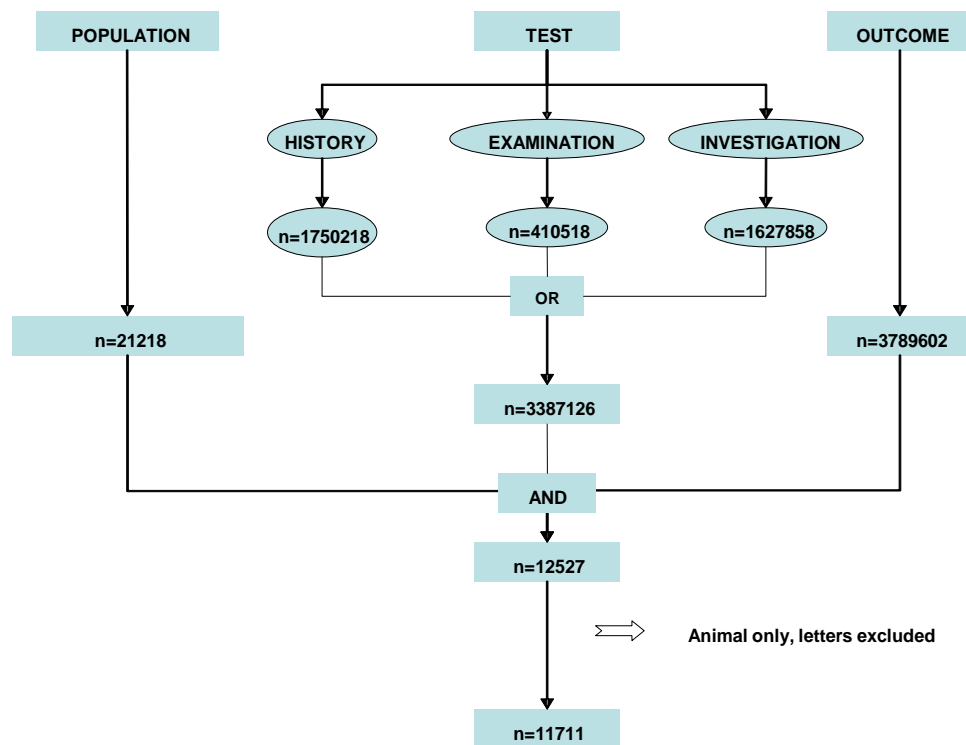 POPULATION
TEST
OUTCOME
HISTORY
EXAMINATION
INVESTIGATION
n=1750218
n=410518
n=1627858
OR
n=21218
n=3789602
n=3387126
AND
n=12527
Animal only, letters excluded
n=11711